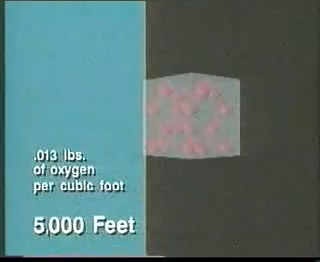 .013 lbs.
of oxygen
per cubic foot
5,000 Feet